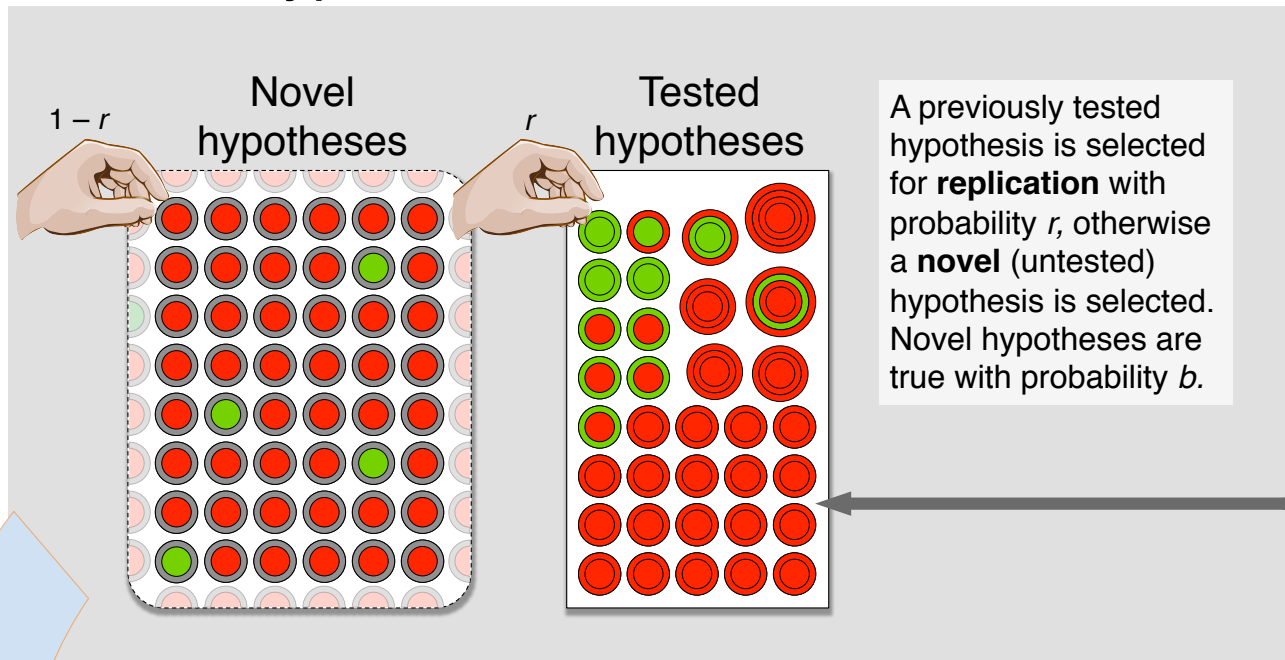 Novel
hypotheses
Tested
hypotheses
1 – r
r
A previously tested
hypothesis is selected
for replication with
probability r, otherwise
a novel (untested)
hypothesis is selected.
Novel hypotheses are
true with probability b.